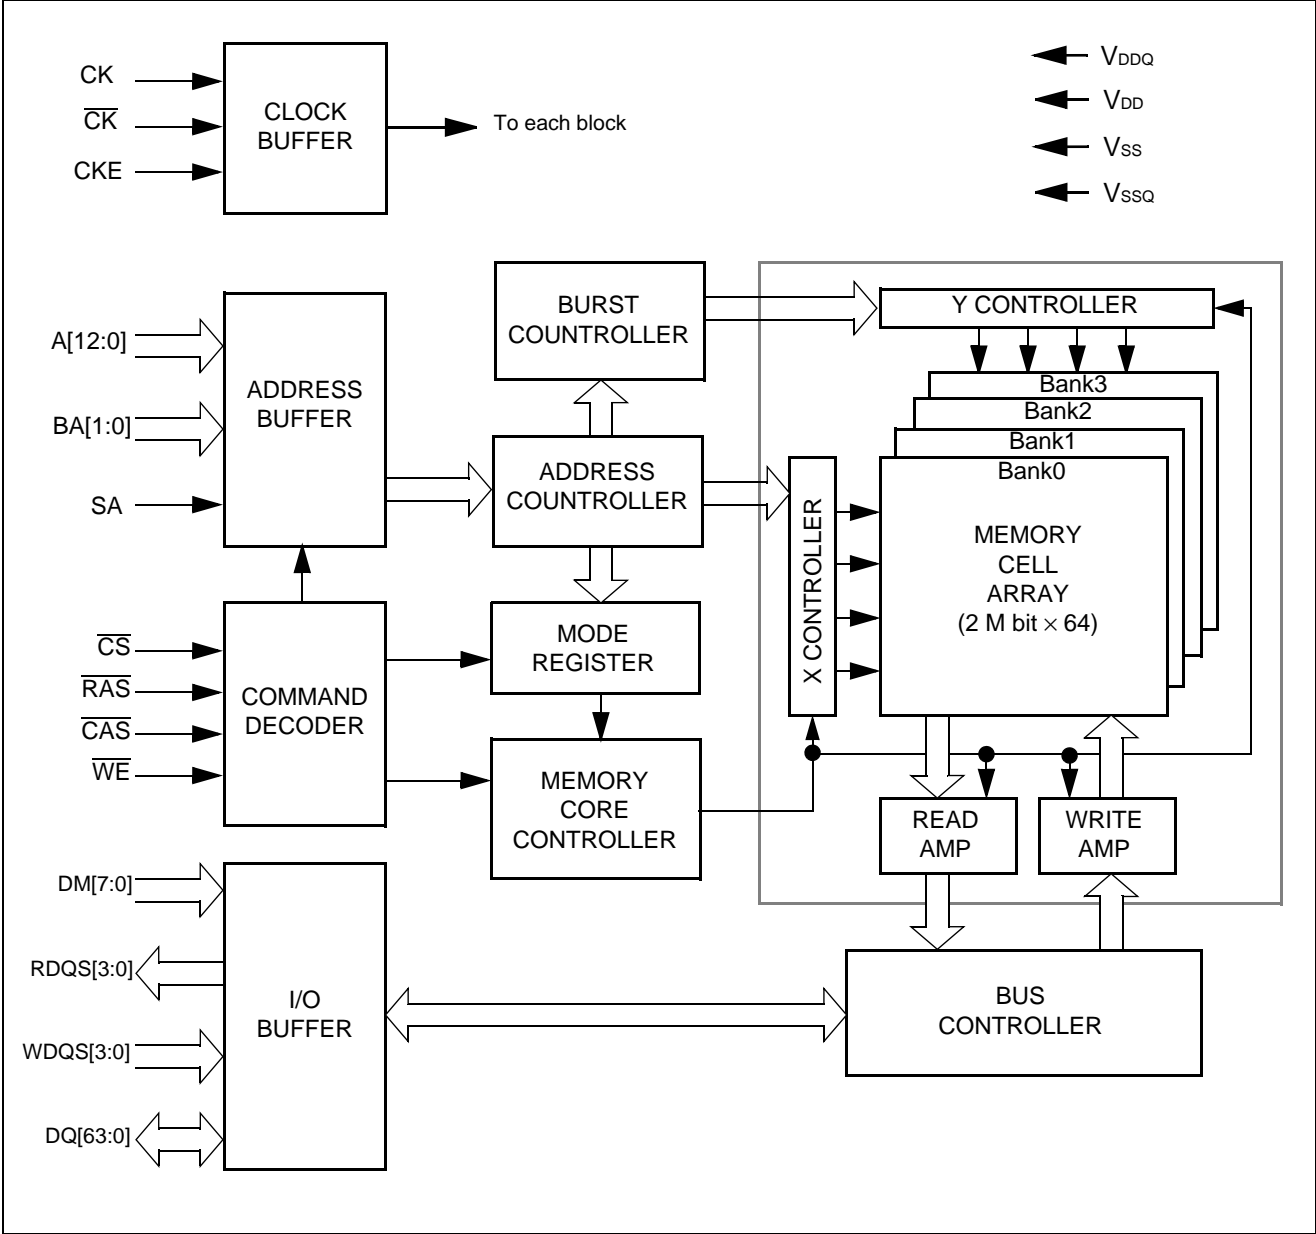 CK
CK
CKE
CLOCK
BUFFER
To each block
VDDQ
VDD
VSS
VSSQ
A[12:0]
BA[1:0]
SA
ADDRESS
BUFFER
BURST
COUNTROLLER
ADDRESS
COUNTROLLER
Y CONTROLLER
Bank3
Bank2
Bank1
Bank0
MEMORY
CELL
ARRAY
(2 M bit × 64)
X CONTROLLER
CS
RAS
CAS
WE
COMMAND
DECODER
MODE
REGISTER
MEMORY
CORE
CONTROLLER
READ
AMP
WRITE
AMP
DM[7:0]
RDQS[3:0]
WDQS[3:0]
DQ[63:0]
I/O
BUFFER
BUS
CONTROLLER